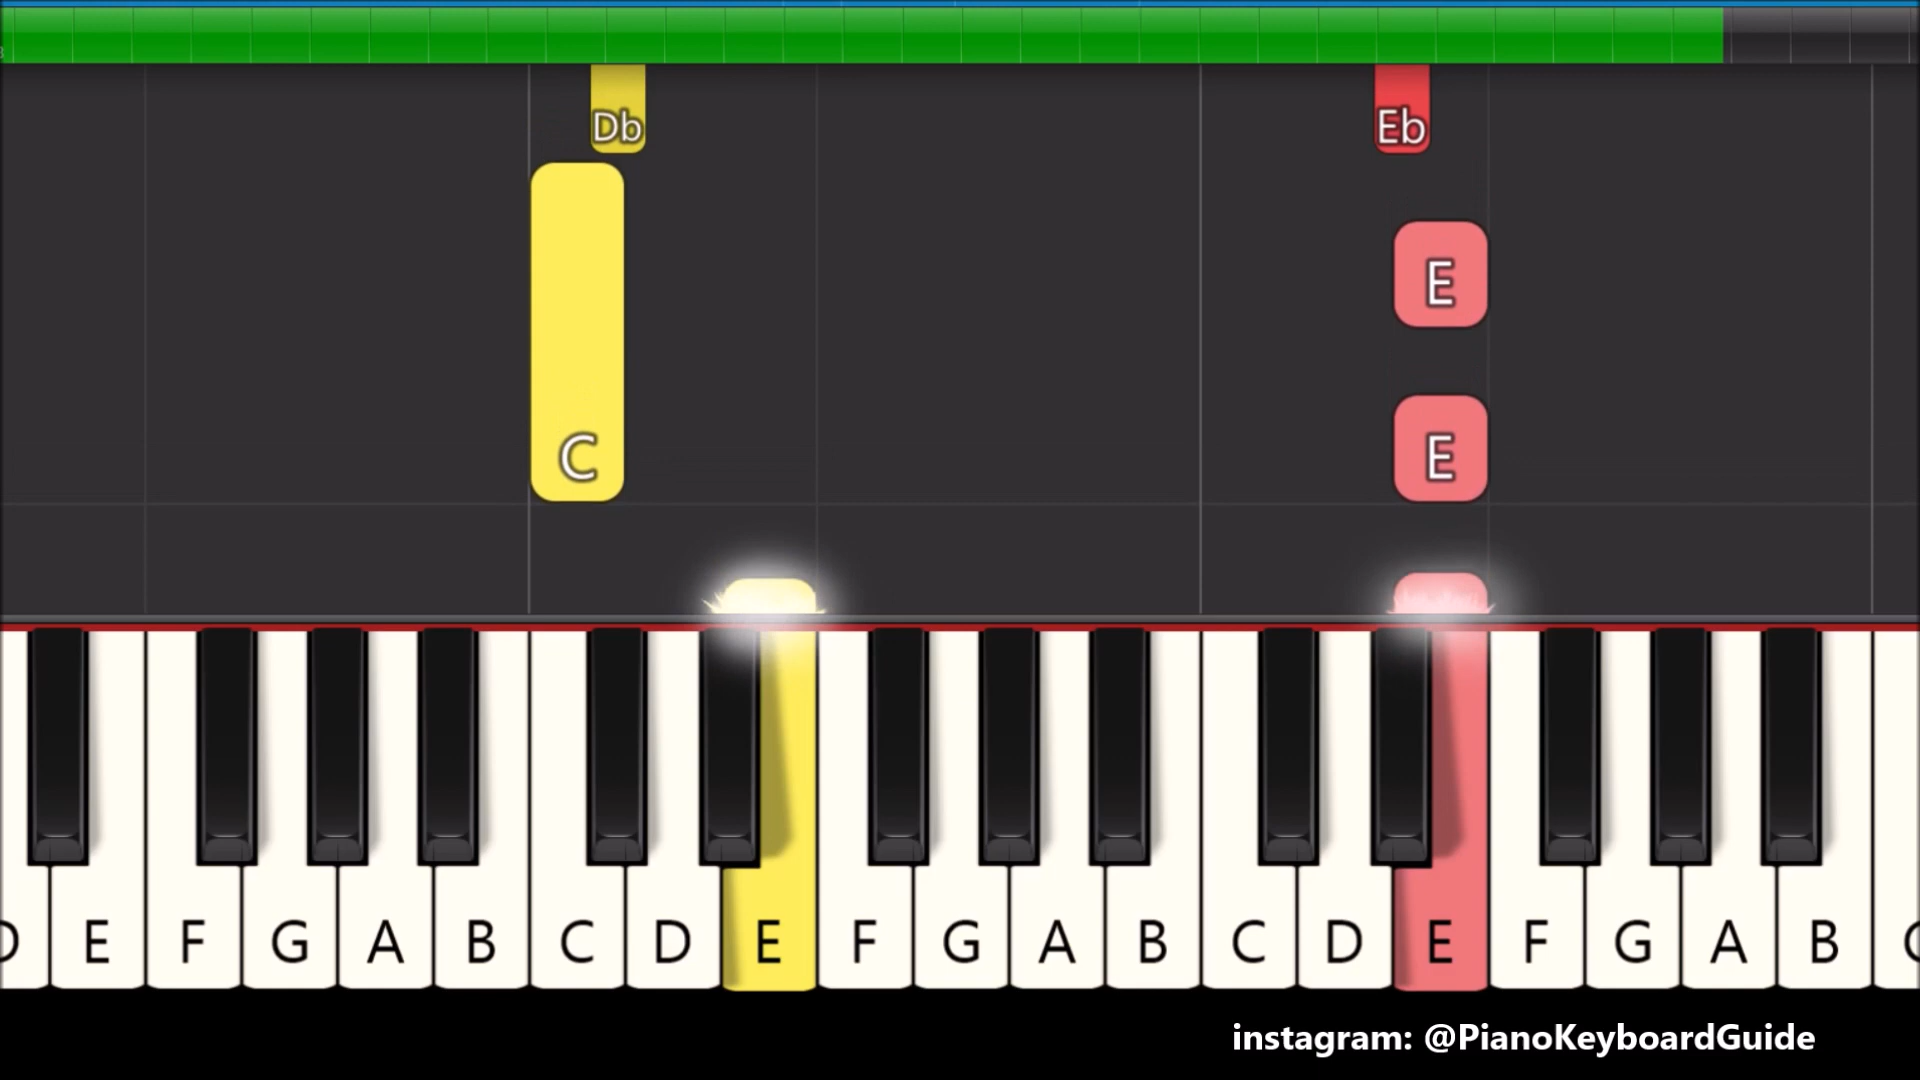 Db Eb
E
C E
D E F G A B C D E F G A B C D E F G A B C
instagram: @PianoKeyboardGuide